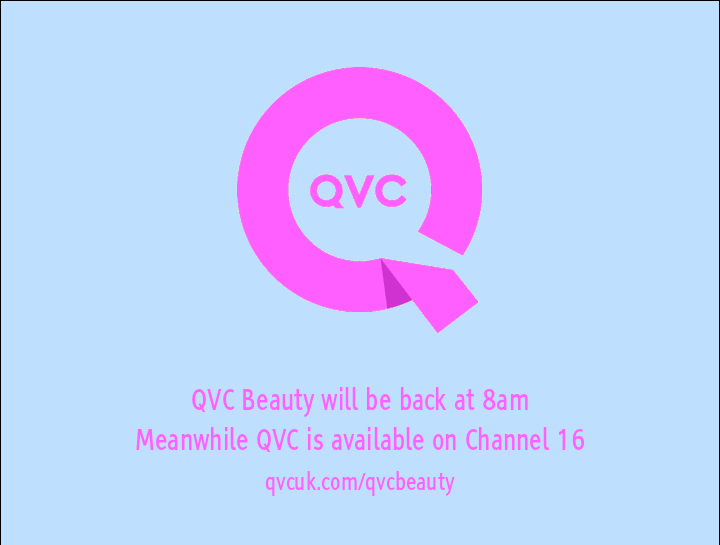 QVC
QVC Beauty will be back at 8am
Meanwhile QVC is available on Channel 16
qvcuk.com/qvcbeauty